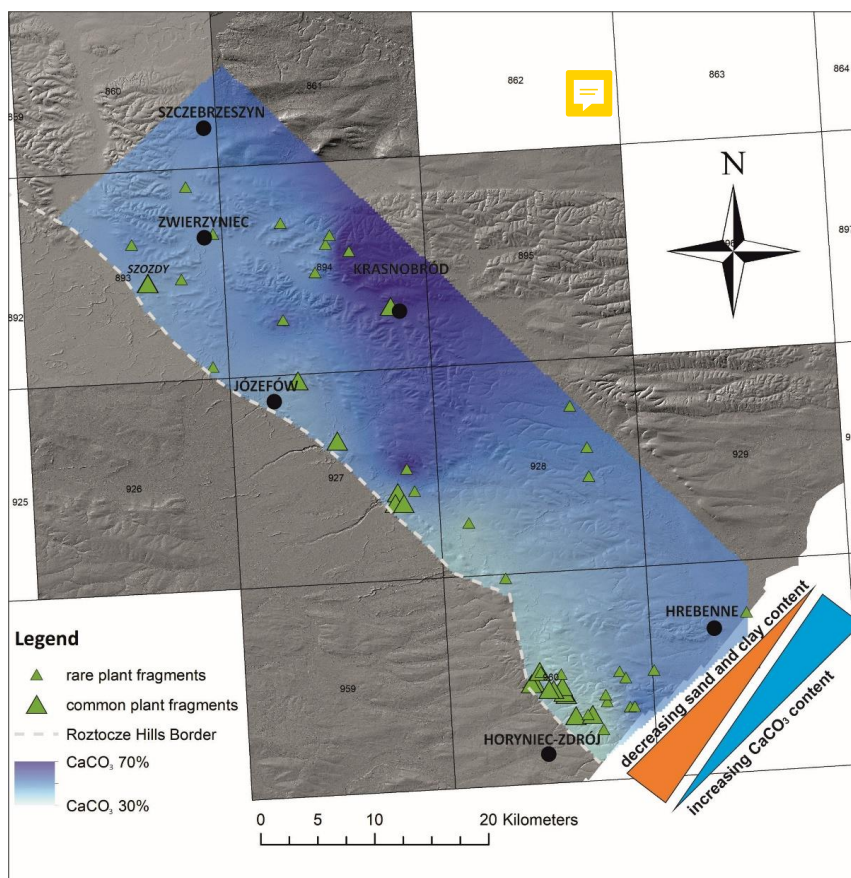 860
861
862
863
864
859
SZCZEBRZESZYN
N
ZWIERZYNIEC
897
896
895
894
SZOZDY
893
KRASNOBRÓD
892
JÓZEFÓW
929
928
927
926
925
HREBENNE
Legend
rare plant fragments
common plant fragments
Roztocze Hills Border
CaCO₃ 70%
CaCO₃ 30%
959
960
HORYNIEC-ZDRÓJ
decreasing sand and clay content
increasing CaCO₃ content
0 5 10 20 Kilometers